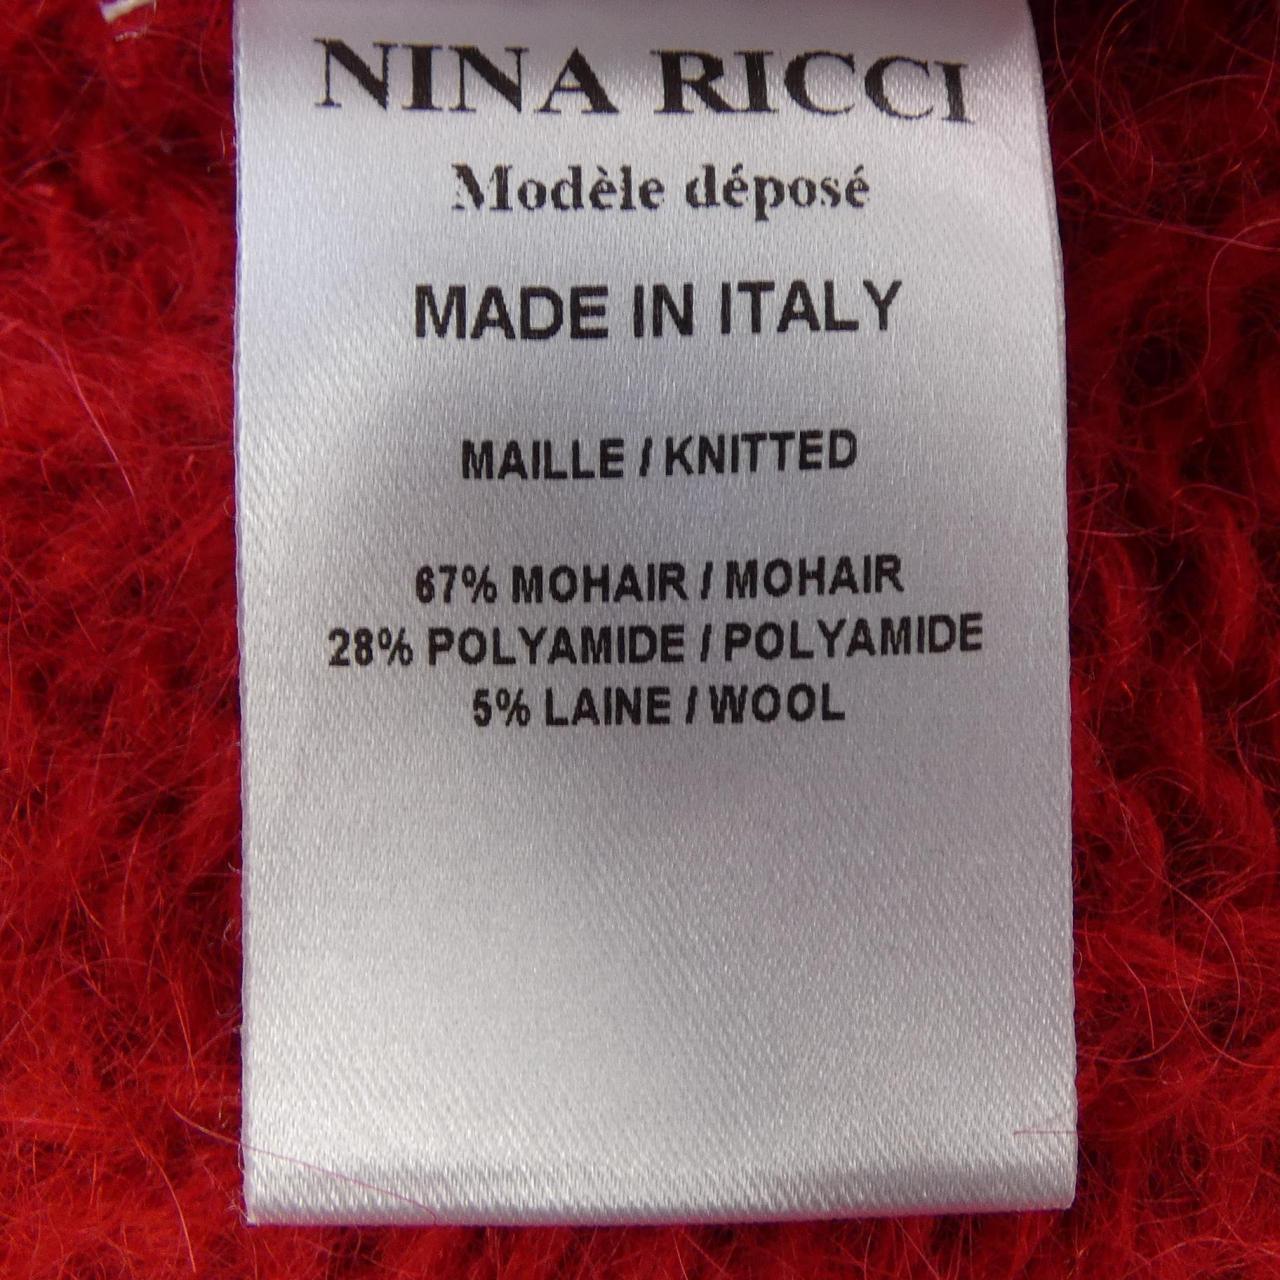 NINA RICCI
Modèle déposé
MADE IN ITALY
MAILLE / KNITTED
67% MOHAIR / MOHAIR
28% POLYAMIDE / POLYAMIDE
5% LAINE / WOOL